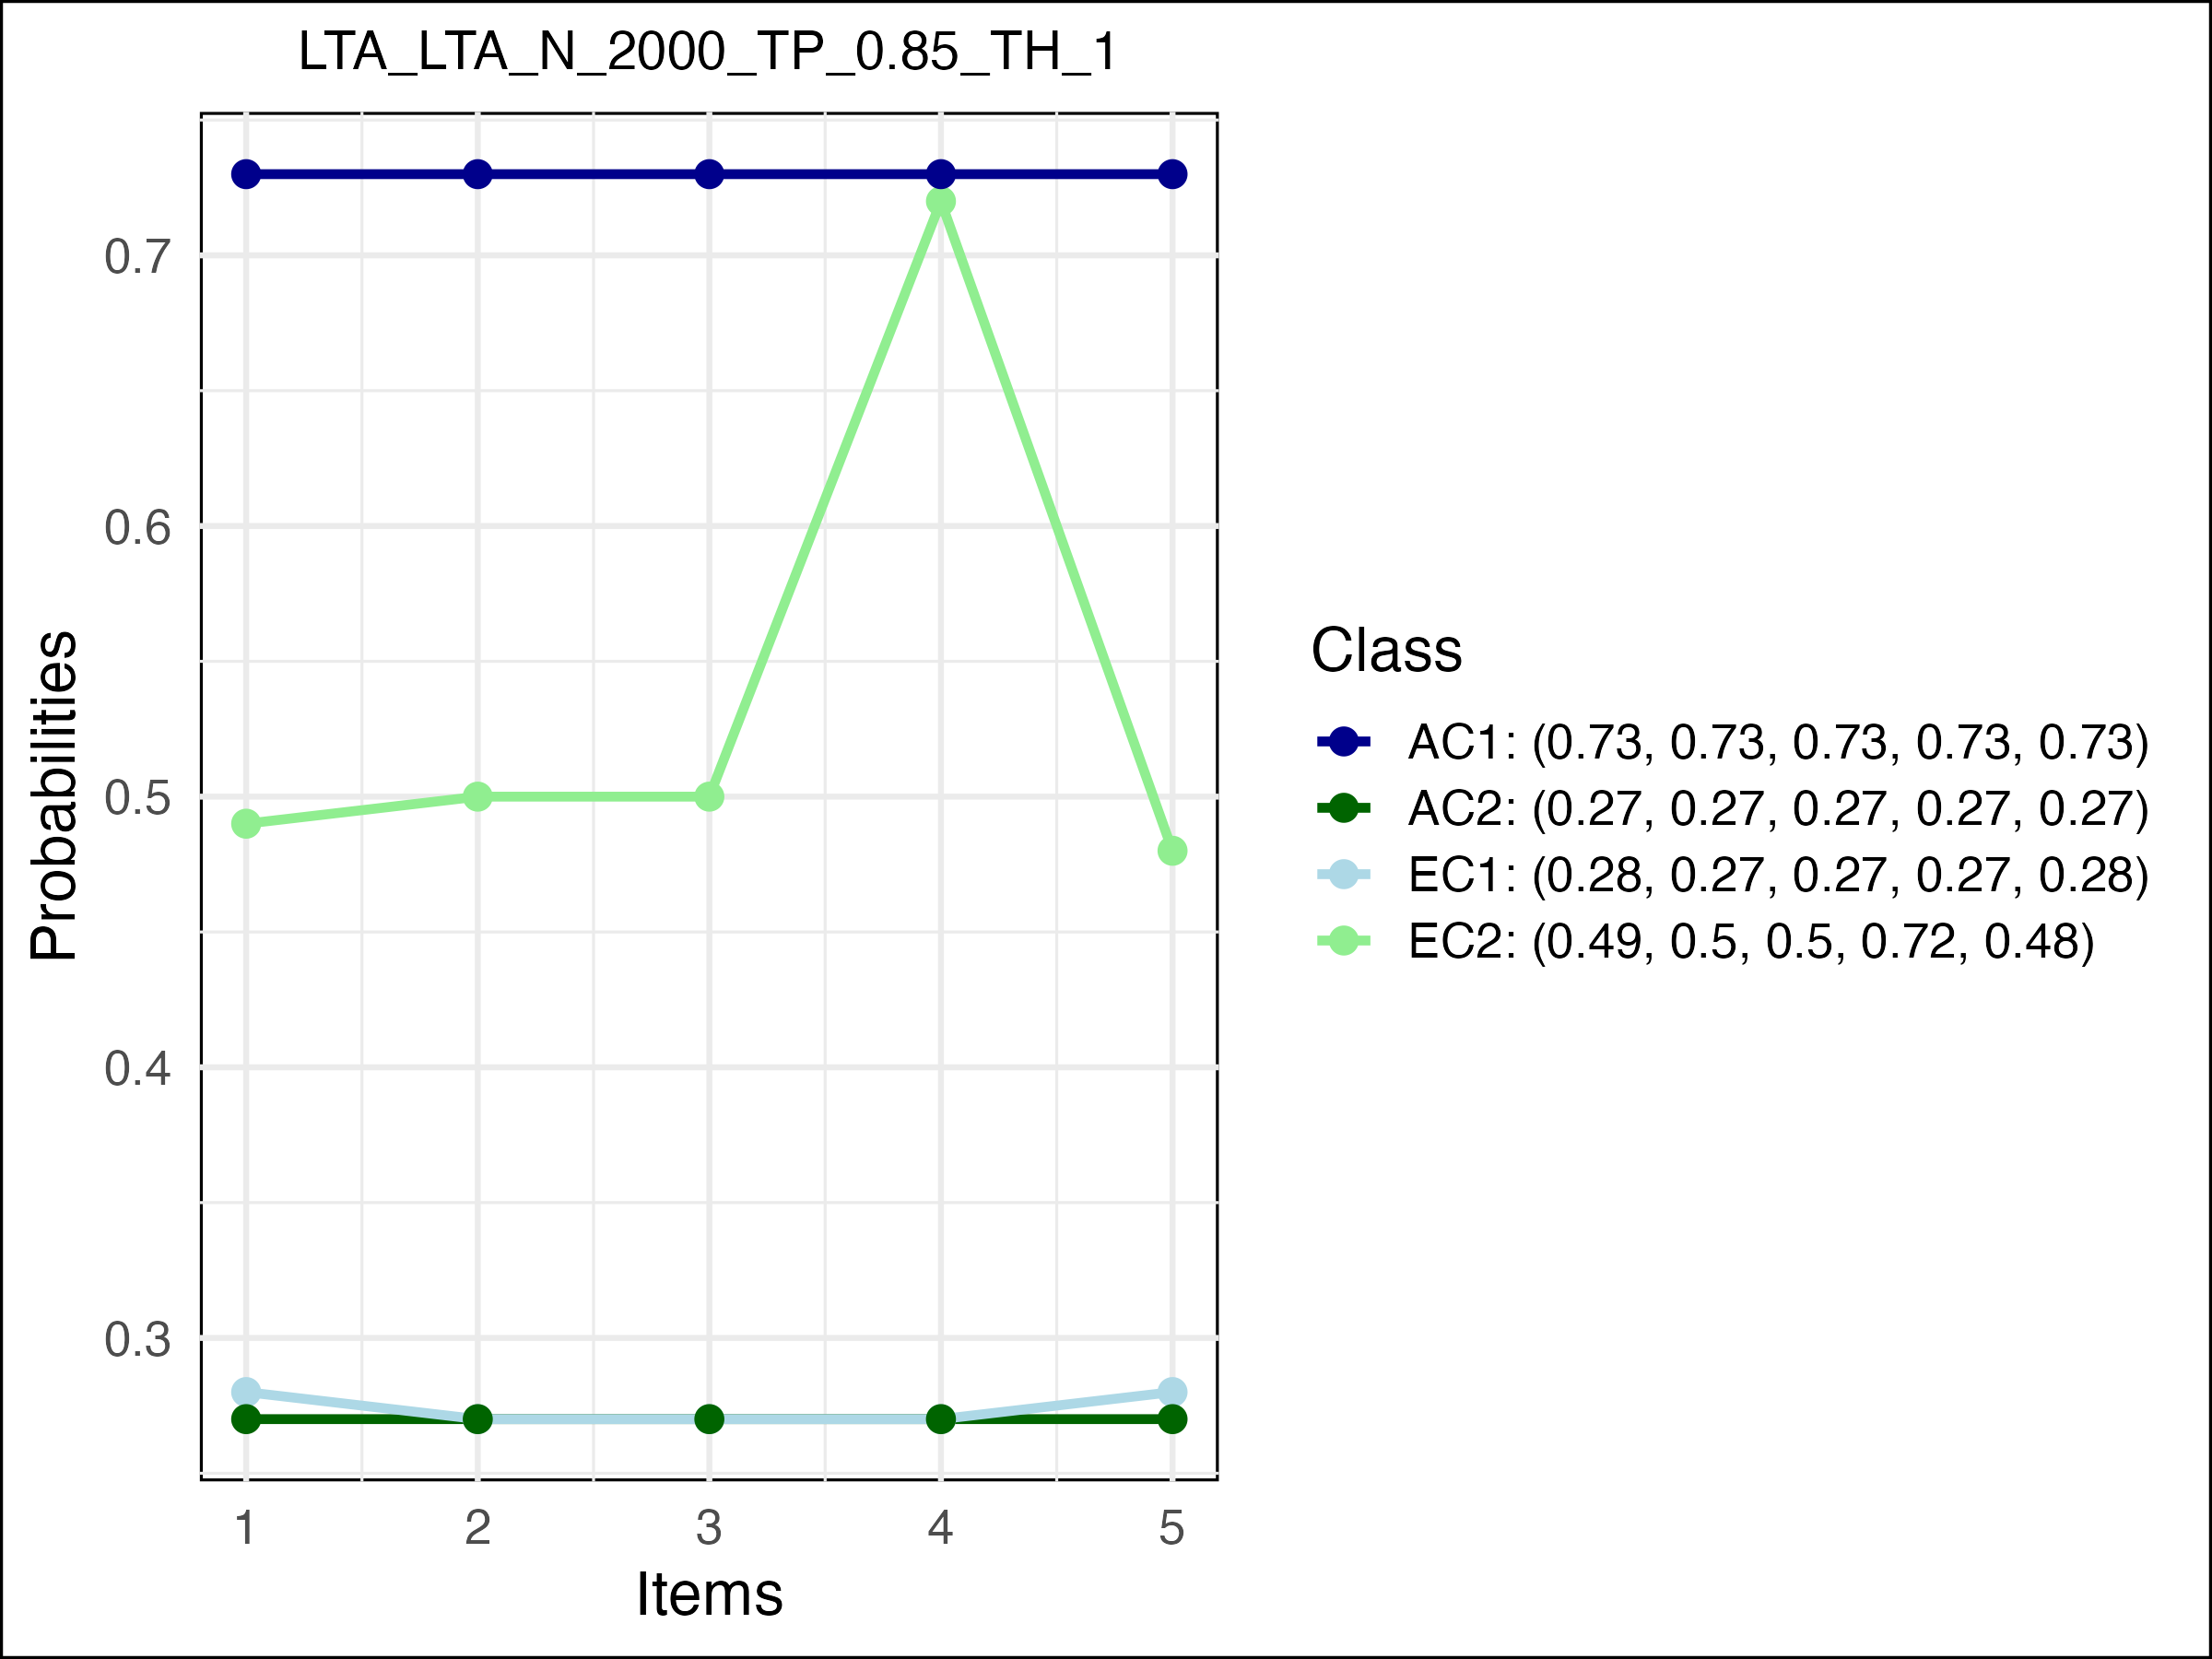 LTA_LTA_N_2000_TP_0.85_TH_1
0.7
0.6
0.5
0.4
0.3
Probabilities
1 2 3 4 5
Items
Class
AC1: (0.73, 0.73, 0.73, 0.73, 0.73)
AC2: (0.27, 0.27, 0.27, 0.27, 0.27)
EC1: (0.28, 0.27, 0.27, 0.27, 0.28)
EC2: (0.49, 0.5, 0.5, 0.72, 0.48)